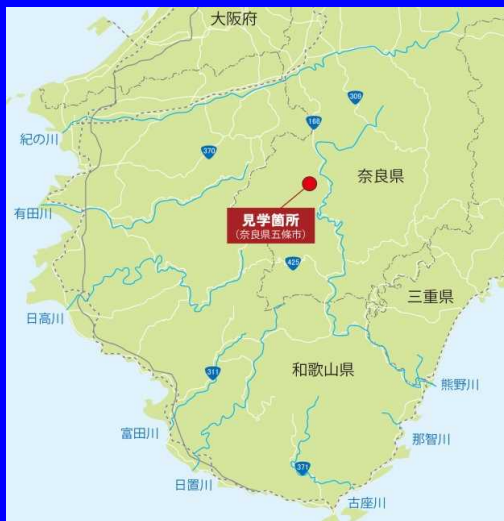 大阪府
168
309
紀の川
370
奈良県
有田川
見学箇所
(奈良県五條市)
425
三重県
日高川
和歌山県
311
熊野川
富田川
那智川
日置川
371
古座川